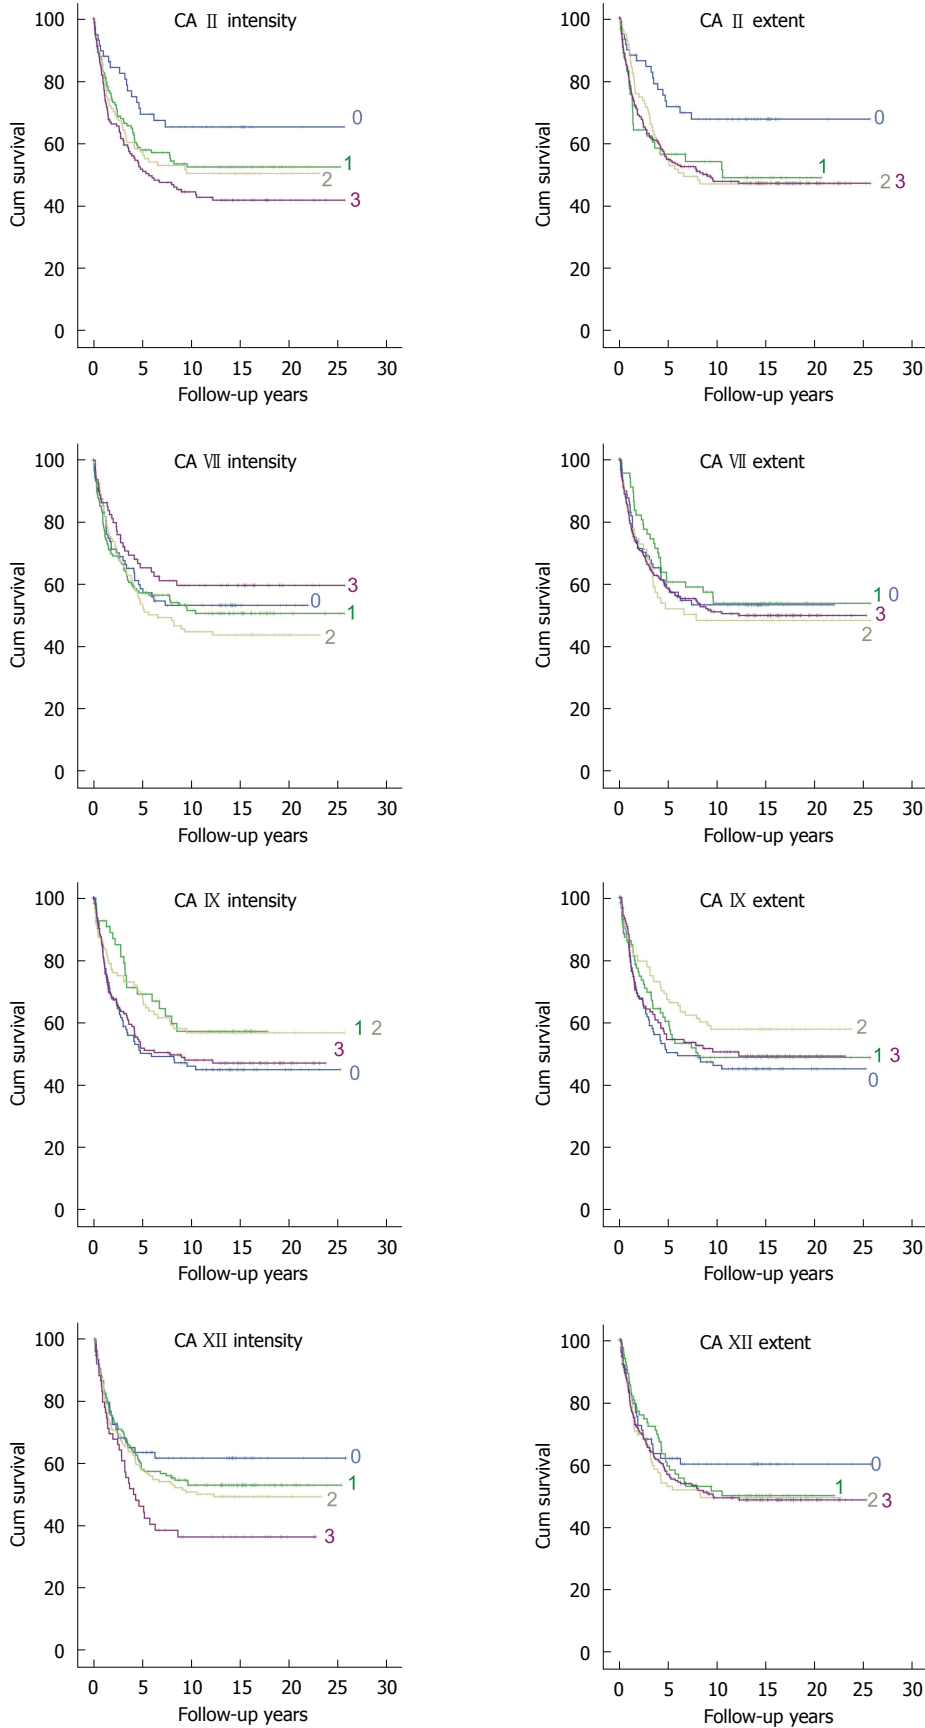 CA Ⅱ intensity
100
80
60
40
20
0
Cum survival
0
1
2
3
0 5 10 15 20 25 30
Follow-up years
CA Ⅱ extent
100
80
60
40
20
0
Cum survival
0
1
2 3
0 5 10 15 20 25 30
Follow-up years
CA Ⅶ intensity
100
80
60
40
20
0
Cum survival
3
0
1
2
0 5 10 15 20 25 30
Follow-up years
CA Ⅶ extent
100
80
60
40
20
0
Cum survival
1 0
3
2
0 5 10 15 20 25 30
Follow-up years
CA Ⅸ intensity
100
80
60
40
20
0
Cum survival
1 2
3
0
0 5 10 15 20 25 30
Follow-up years
CA Ⅸ extent
100
80
60
40
20
0
Cum survival
2
1 3
0
0 5 10 15 20 25 30
Follow-up years
CA Ⅻ intensity
100
80
60
40
20
0
Cum survival
0
1
2
3
0 5 10 15 20 25 30
Follow-up years
CA Ⅻ extent
100
80
60
40
20
0
Cum survival
0
1
2 3
0 5 10 15 20 25 30
Follow-up years